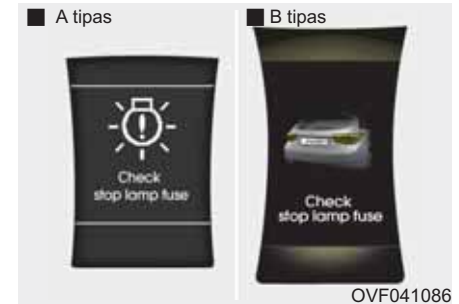 ■ A tipas
■ B tipas
Check
stop lamp fuse
Check
stop lamp fuse
OVF041086